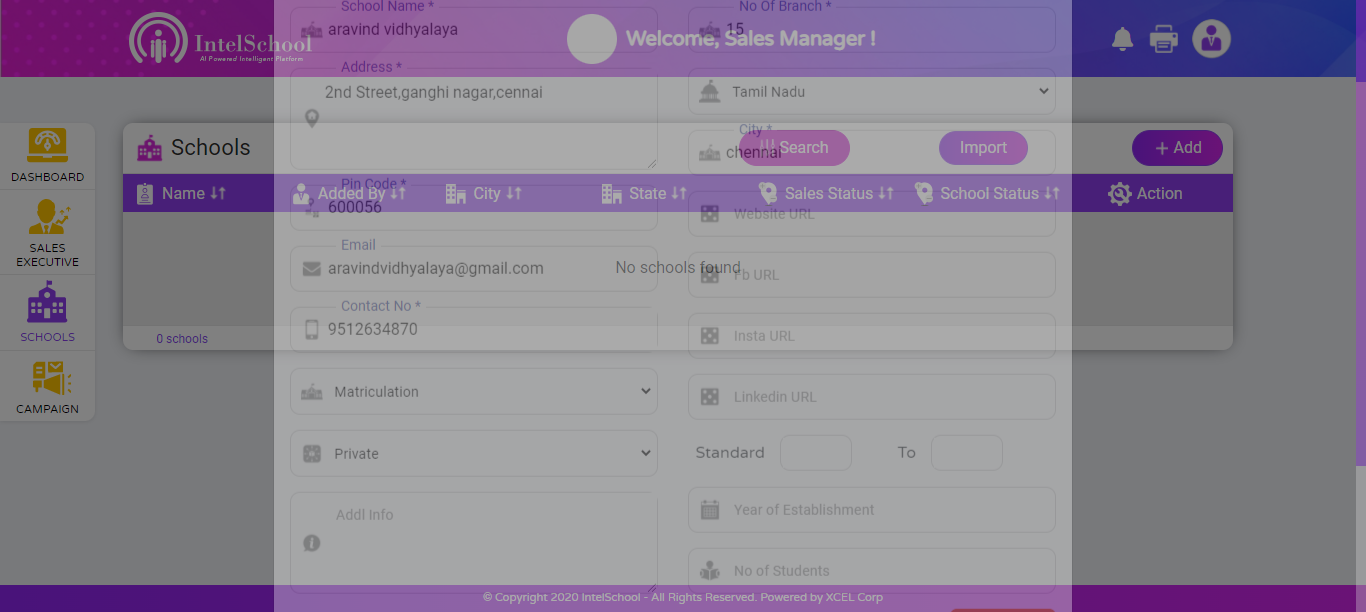 School Name *
aravind vidhyalaya
No Of Branch *
15
IntelSchool
AI Powered Intelligent Platform
Welcome, Sales Manager !
Address *
2nd Street,ganghi nagar,cennai
Tamil Nadu
City *
chennai
Schools
Search
Import
+ Add
DASHBOARD
Name
Added By
City
State
Sales Status
School Status
Action
Pin Code *
600056
Website URL
SALES
EXECUTIVE
Email
aravindvidhyalaya@gmail.com
No schools found
Fb URL
Contact No *
9512634870
Insta URL
SCHOOLS
0 schools
Matriculation
Linkedin URL
CAMPAIGN
Private
Standard
To
Addl Info
Year of Establishment
No of Students
© Copyright 2020 IntelSchool - All Rights Reserved. Powered by XCEL Corp